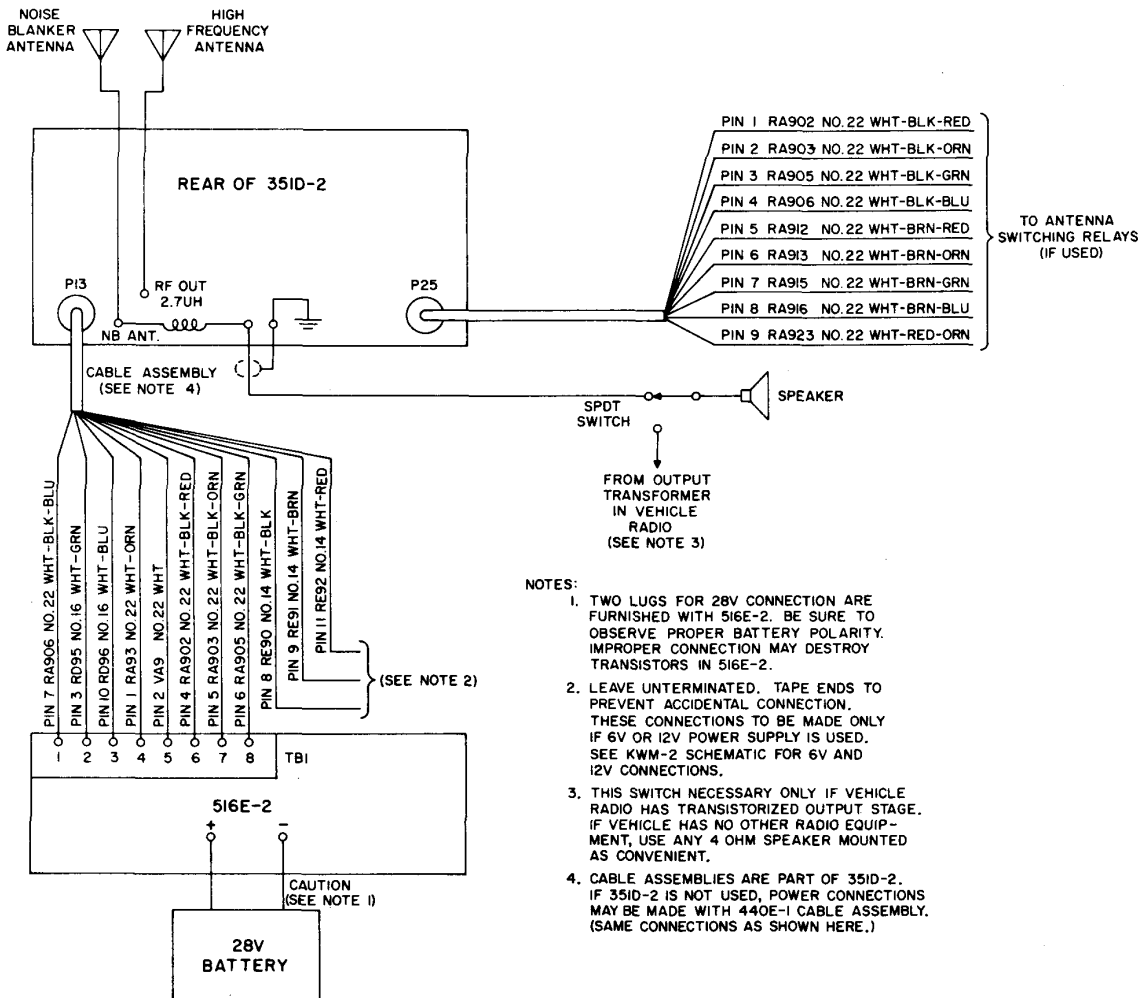 NOISE
BLANKER
ANTENNA
HIGH
FREQUENCY
ANTENNA
REAR OF 351D-2
P13
RF OUT
2.7UH
NB ANT.
P25
PIN 1 RA902 NO.22 WHT-BLK-RED
PIN 2 RA903 NO.22 WHT-BLK-ORN
PIN 3 RA905 NO.22 WHT-BLK-GRN
PIN 4 RA906 NO.22 WHT-BLK-BLU
PIN 5 RA912 NO.22 WHT-BRN-RED
PIN 6 RA913 NO.22 WHT-BRN-ORN
PIN 7 RA915 NO.22 WHT-BRN-GRN
PIN 8 RA916 NO.22 WHT-BRN-BLU
PIN 9 RA923 NO.22 WHT-RED-ORN
TO ANTENNA
SWITCHING RELAYS
(IF USED)
CABLE ASSEMBLY
(SEE NOTE 4)
SPDT
SWITCH
SPEAKER
FROM OUTPUT
TRANSFORMER
IN VEHICLE
RADIO
(SEE NOTE 3)
PIN 7 RA906 NO.22 WHT-BLK-BLU
PIN 3 RD95 NO.16 WHT-GRN
PIN 10 RD96 NO.16 WHT-BLU
PIN 1 RA93 NO.22 WHT-ORN
PIN 2 VA9 NO.22 WHT
PIN 4 RA902 NO.22 WHT-BLK-RED
PIN 5 RA903 NO.22 WHT-BLK-ORN
PIN 6 RA905 NO.22 WHT-BLK-GRN
PIN 8 RE90 NO.14 WHT-BLK
PIN 9 RE91 NO.14 WHT-BRN
PIN 11 RE92 NO.14 WHT-RED
(SEE NOTE 2)
1 2 3 4 5 6 7 8 TB1
516E-2
+ −
CAUTION
(SEE NOTE 1)
28V
BATTERY
NOTES:
1. TWO LUGS FOR 28V CONNECTION ARE
FURNISHED WITH 516E-2. BE SURE TO
OBSERVE PROPER BATTERY POLARITY.
IMPROPER CONNECTION MAY DESTROY
TRANSISTORS IN 516E-2.
2. LEAVE UNTERMINATED. TAPE ENDS TO
PREVENT ACCIDENTAL CONNECTION.
THESE CONNECTIONS TO BE MADE ONLY
IF 6V OR 12V POWER SUPPLY IS USED.
SEE KWM-2 SCHEMATIC FOR 6V AND
12V CONNECTIONS.
3. THIS SWITCH NECESSARY ONLY IF VEHICLE
RADIO HAS TRANSISTORIZED OUTPUT STAGE.
IF VEHICLE HAS NO OTHER RADIO EQUIP-
MENT, USE ANY 4 OHM SPEAKER MOUNTED
AS CONVENIENT.
4. CABLE ASSEMBLIES ARE PART OF 351D-2.
IF 351D-2 IS NOT USED, POWER CONNECTIONS
MAY BE MADE WITH 440E-1 CABLE ASSEMBLY.
(SAME CONNECTIONS AS SHOWN HERE.)